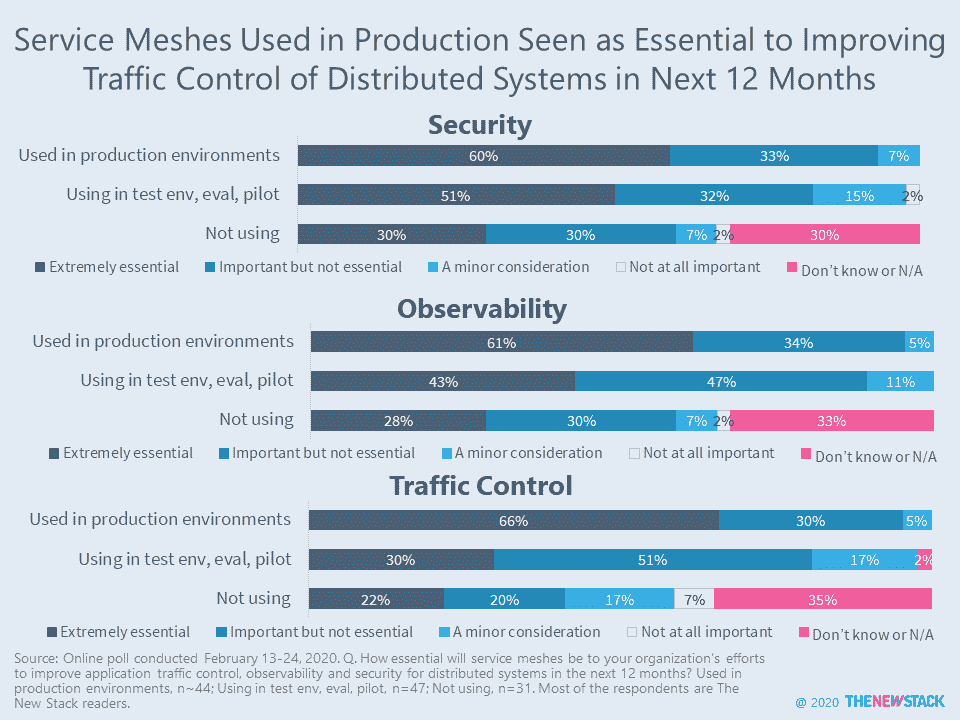 Service Meshes Used in Production Seen as Essential to Improving
Traffic Control of Distributed Systems in Next 12 Months
Security
Used in production environments 60% 33% 7%
Using in test env, eval, pilot 51% 32% 15% 2%
Not using 30% 30% 7% 2% 30%
Extremely essential Important but not essential A minor consideration Not at all important Don't know or N/A
Observability
Used in production environments 61% 34% 5%
Using in test env, eval, pilot 43% 47% 11%
Not using 28% 30% 7% 2% 33%
Extremely essential Important but not essential A minor consideration Not at all important Don't know or N/A
Traffic Control
Used in production environments 66% 30% 5%
Using in test env, eval, pilot 30% 51% 17% 2%
Not using 22% 20% 17% 7% 35%
Extremely essential Important but not essential A minor consideration Not at all important Don't know or N/A
Source: Online poll conducted February 13-24, 2020. Q. How essential will service meshes be to your organization's efforts
to improve application traffic control, observability and security for distributed systems in the next 12 months? Used in
production environments, n~44; Using in test env, eval, pilot, n=47; Not using, n=31. Most of the respondents are The
New Stack readers.
@ 2020 THENEWSTACK